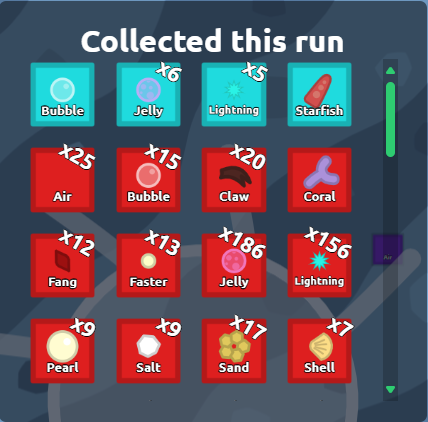 Collected this run
x6 x5
Bubble Jelly Lightning Starfish
x25 x15 x20
Air Bubble Claw Coral
x12 x13 x186 x156
Fang Faster Jelly Lightning
x9 x9 x17 x7
Pearl Salt Sand Shell
Air